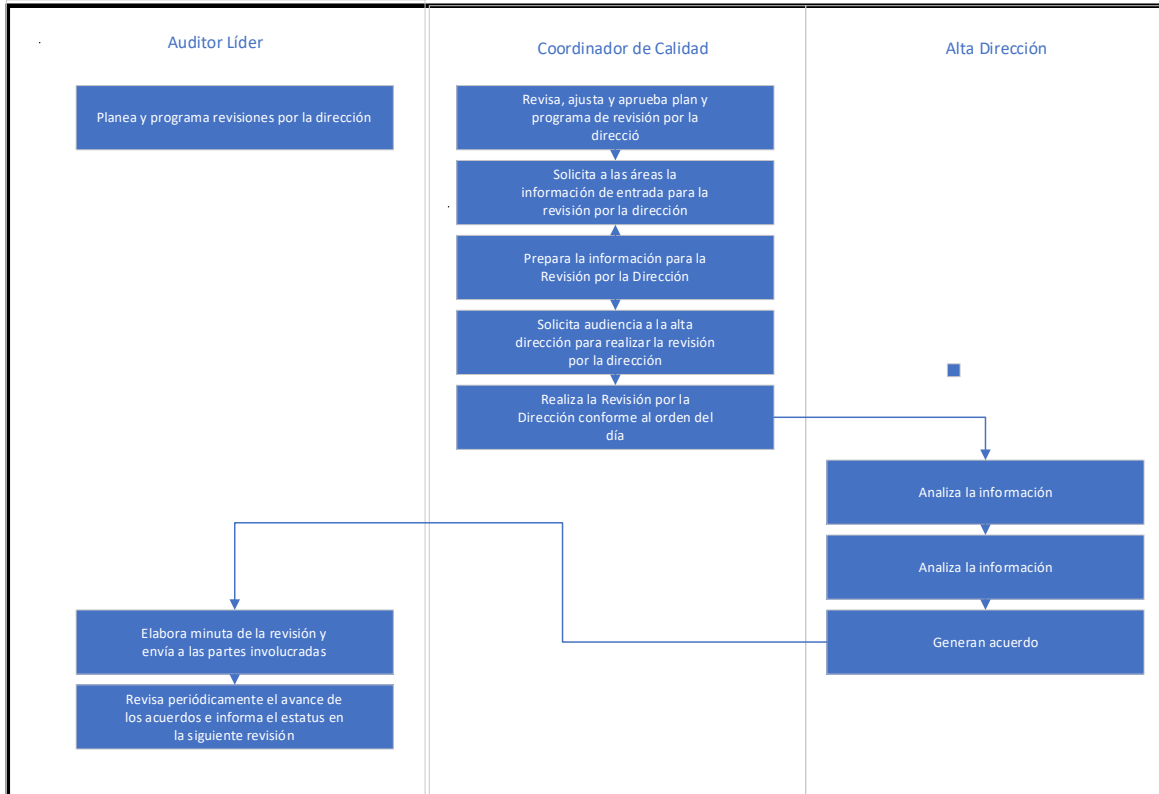 Auditor Líder
Coordinador de Calidad
Alta Dirección
Planea y programa revisiones por la dirección
Revisa, ajusta y aprueba plan y
programa de revisión por la
direcció
Solicita a las áreas la
información de entrada para la
revisión por la dirección
Prepara la información para la
Revisión por la Dirección
Solicita audiencia a la alta
dirección para realizar la revisión
por la dirección
Realiza la Revisión por la
Dirección conforme al orden del
día
Analiza la información
Analiza la información
Generan acuerdo
Elabora minuta de la revisión y
envía a las partes involucradas
Revisa periódicamente el avance de
los acuerdos e informa el estatus en
la siguiente revisión